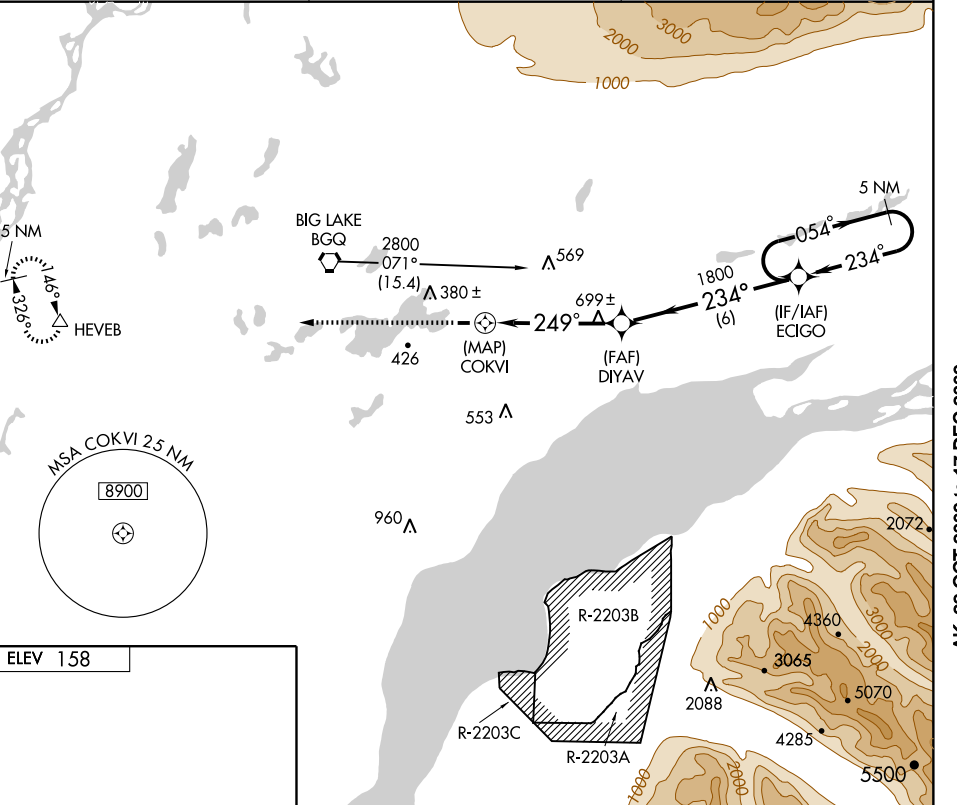 3000
2000
1000
5 NM
5 NM
054°
234°
BIG LAKE
BGQ
2800
071°
(15.4)
569
380 ±
1800
234°
(6)
(IF/IAF)
ECIGO
146°
326°
HEVEB
699 ±
249°
(MAP)
COKVI
(FAF)
DIYAV
426
553
MSA COKVI 25 NM
8900
960
2072
R-2203B
1000
4360
3000
2000
3065
5070
2088
4285
5500
ELEV 158
R-2203C
R-2203A
1000
2000